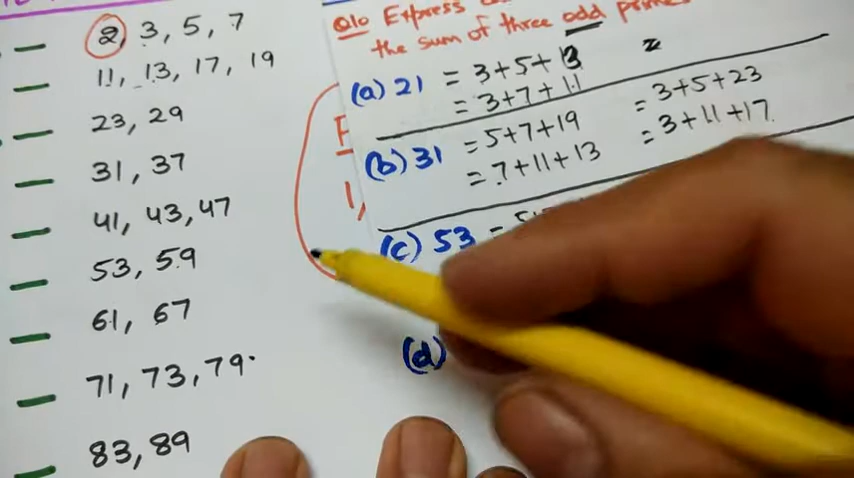 2, 3, 5, 7
11, 13, 17, 19
23, 29
31, 37
41, 43, 47
53, 59
61, 67
71, 73, 79.
83, 89
Q10 Express
the sum of three odd prime
(a) 21 = 3+5+13
= 3+7+11
(b) 31 = 5+7+19 = 3+5+23
= 7+11+13 = 3+11+17
(c) 53 =
(d)